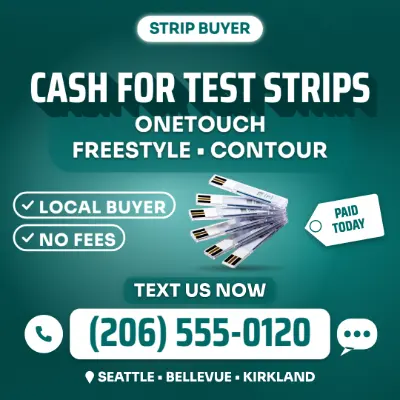 STRIP BUYER
CASH FOR TEST STRIPS
ONETOUCH
FREESTYLE • CONTOUR
LOCAL BUYER
NO FEES
PAID
TODAY
TEXT US NOW
(206) 555-0120
SEATTLE • BELLEVUE • KIRKLAND